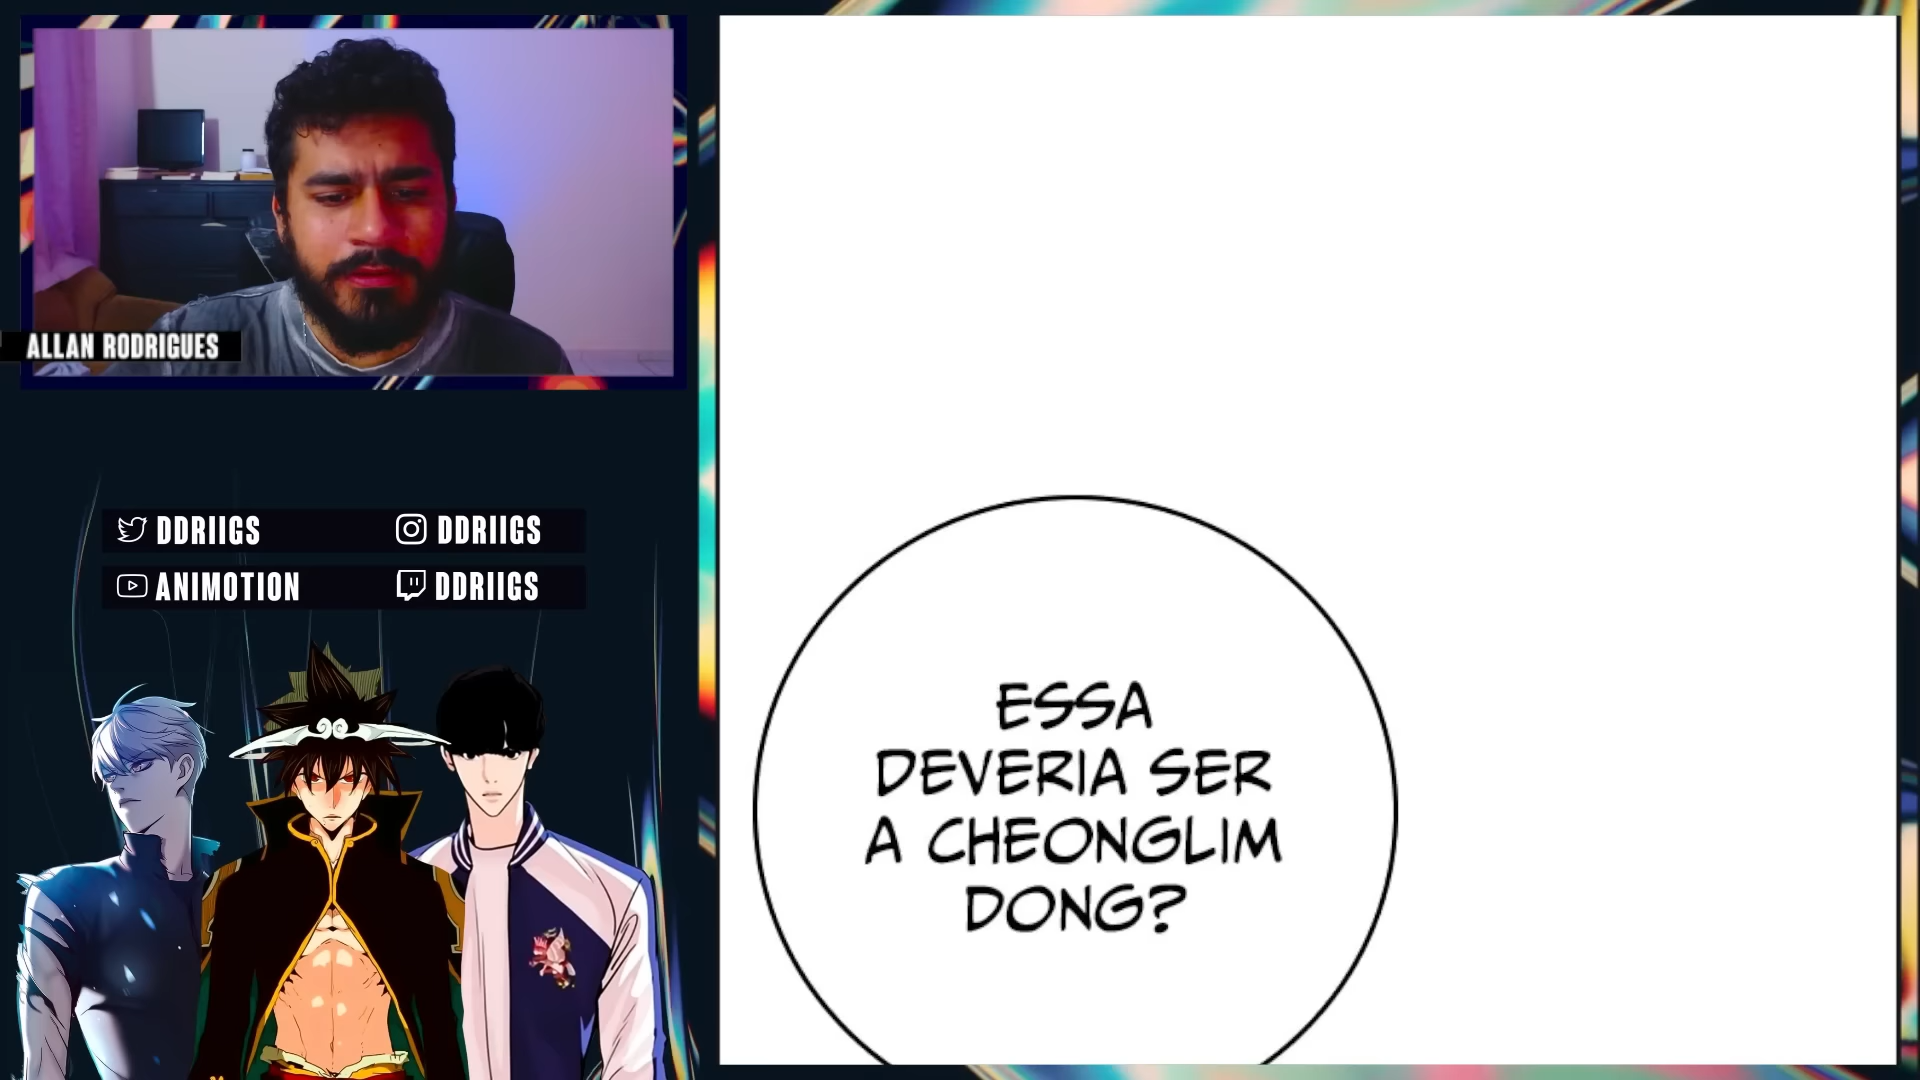 ALLAN RODRIGUES
DDRIIGS
DDRIIGS
ANIMOTION
DDRIIGS
ESSA
DEVERIA SER
A CHEONGLIM
DONG?